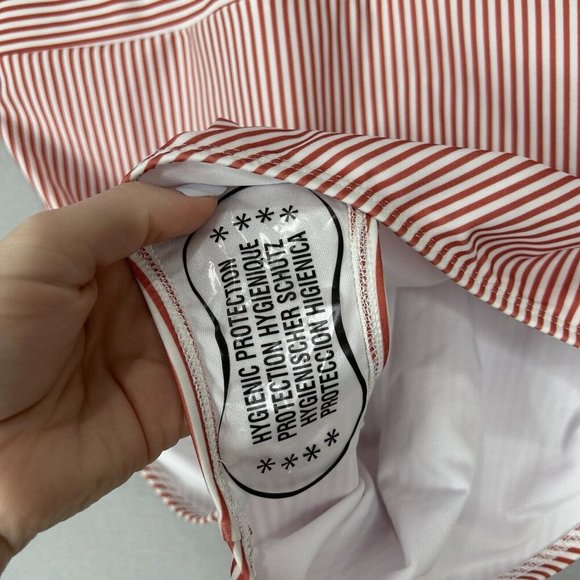 ****
HYGIENIC PROTECTION
PROTECTION HYGIENIQUE
HYGIENISCHER SCHUTZ
PROTECCION HIGIENICA
****